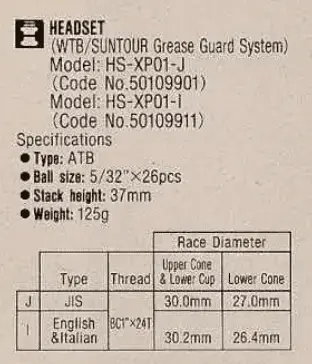 HEADSET
(WTB/SUNTOUR Grease Guard System)
Model: HS-XP01-J
(Code No.50109901)
Model: HS-XP01-I
(Code No.50109911)
Specifications
● Type: ATB
● Ball size: 5/32"×26pcs
● Stack height: 37mm
● Weight: 125g
Race Diameter
Type Thread Upper Cone & Lower Cup Lower Cone
J JIS BC1"×24T 30.0mm 27.0mm
I English &Italian 30.2mm 26.4mm